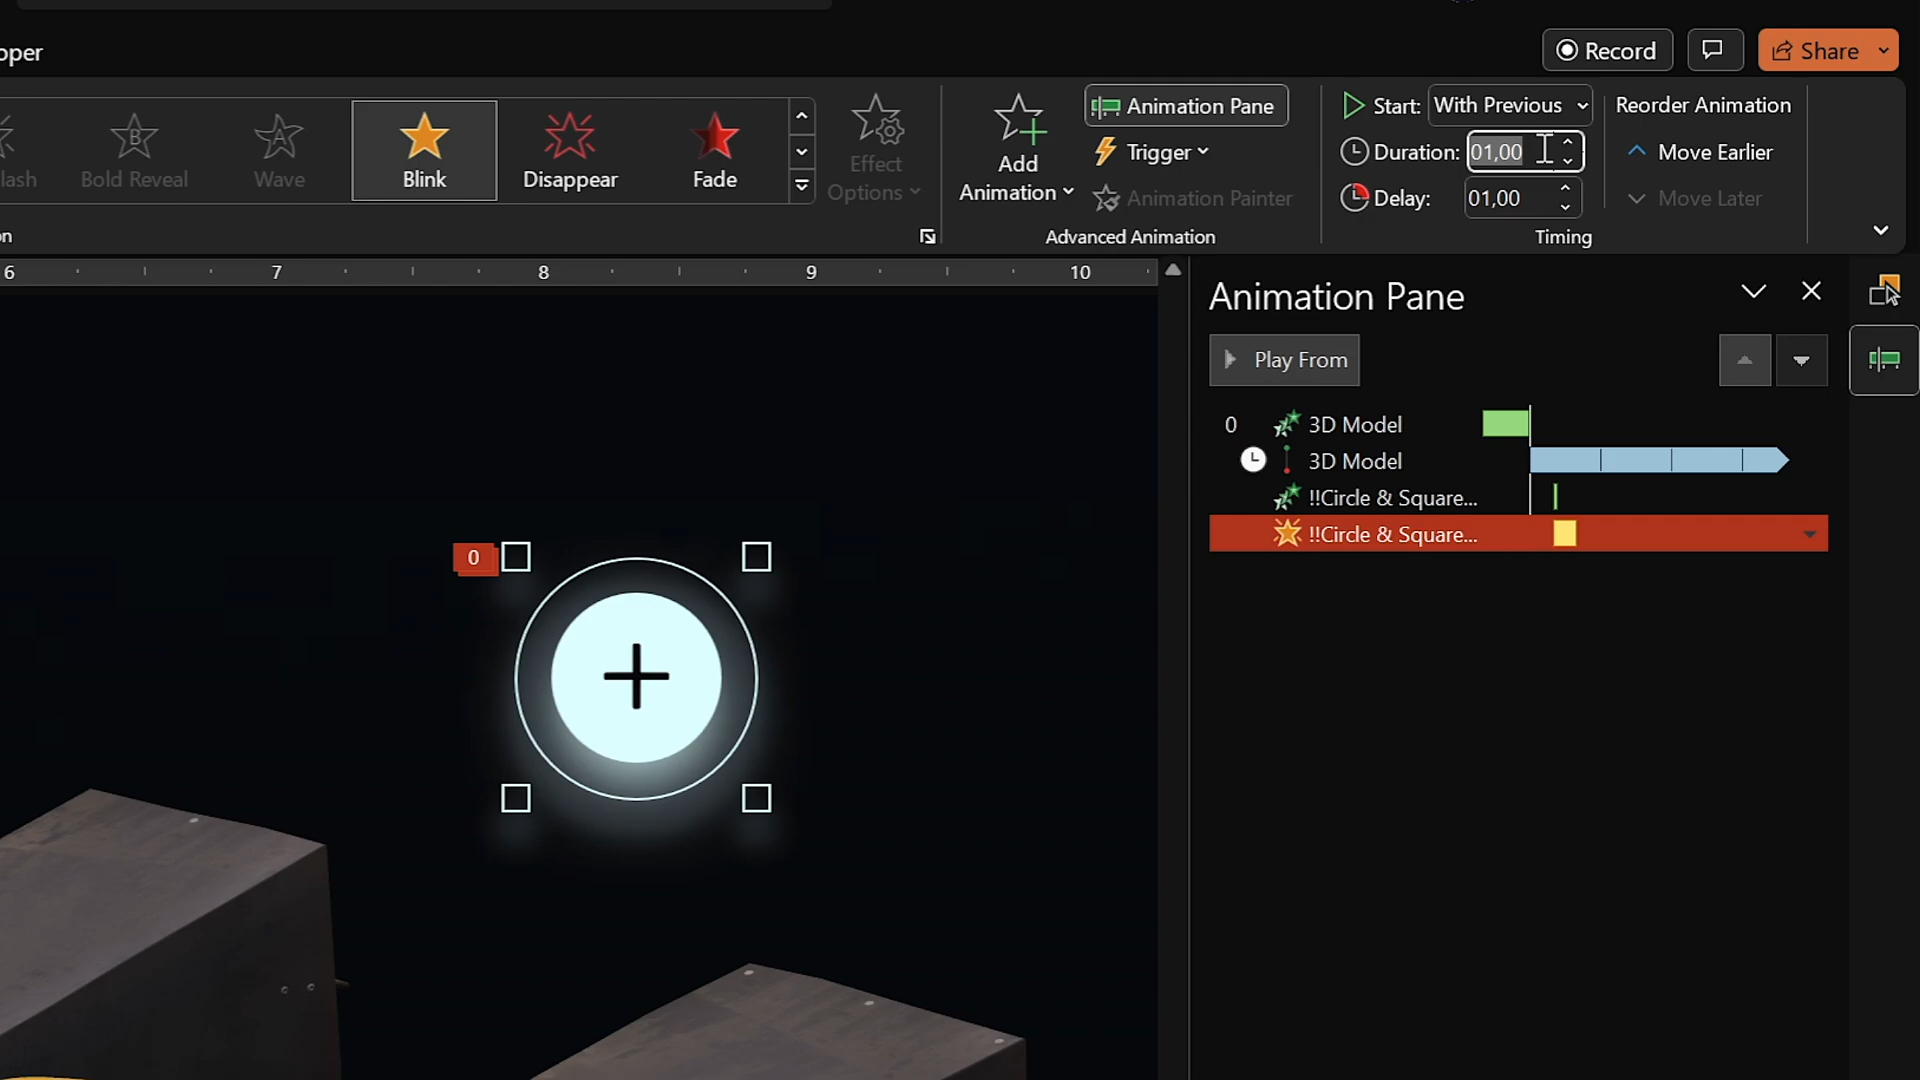 oper
Record
Share
lash
Bold Reveal
Wave
Blink
Disappear
Fade
Effect
Options
Add
Animation
Animation Pane
Trigger
Animation Painter
Start: With Previous
Duration: 01,00
Delay: 01,00
Reorder Animation
Move Earlier
Move Later
n
Advanced Animation
Timing
6 7 8 9 10
Animation Pane
Play From
0 3D Model
3D Model
!!Circle & Square...
!!Circle & Square...
0